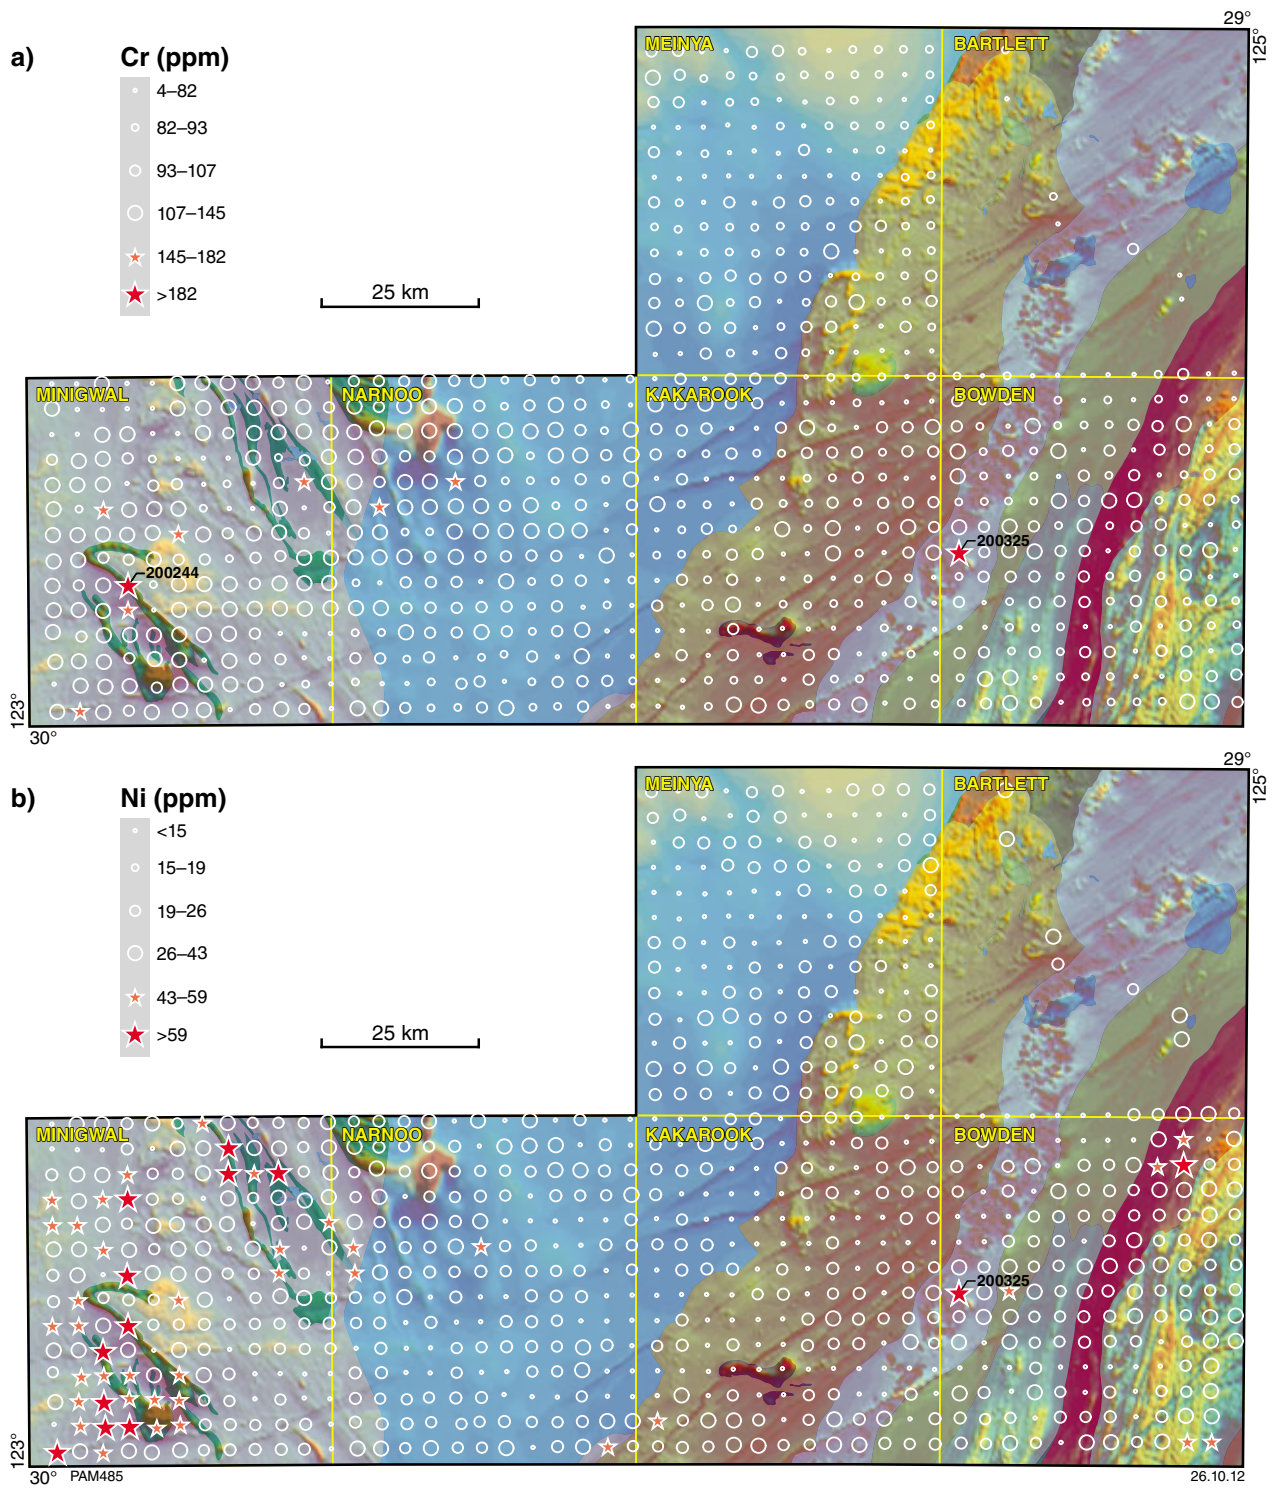 29°
125°
a)
Cr (ppm)
4–82
82–93
93–107
107–145
145–182
>182
25 km
MEINYA
BARTLETT
MINIGWAL
NARNOO
KAKAROOK
BOWDEN
200325
200244
123°
30°
29°
125°
b)
Ni (ppm)
<15
15–19
19–26
26–43
43–59
>59
25 km
MEINYA
BARTLETT
MINIGWAL
NARNOO
KAKAROOK
BOWDEN
200325
123°
30°
PAM485
26.10.12